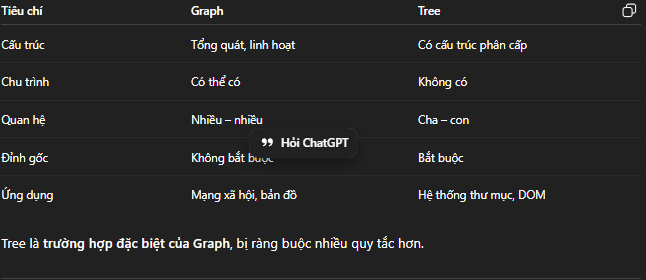 Tiêu chí Graph Tree
Cấu trúc Tổng quát, linh hoạt Có cấu trúc phân cấp
Chu trình Có thể có Không có
Quan hệ Nhiều – nhiều Cha – con
Hỏi ChatGPT
Đỉnh gốc Không bắt buộc Bắt buộc
Ứng dụng Mạng xã hội, bản đồ Hệ thống thư mục, DOM
Tree là trường hợp đặc biệt của Graph, bị ràng buộc nhiều quy tắc hơn.